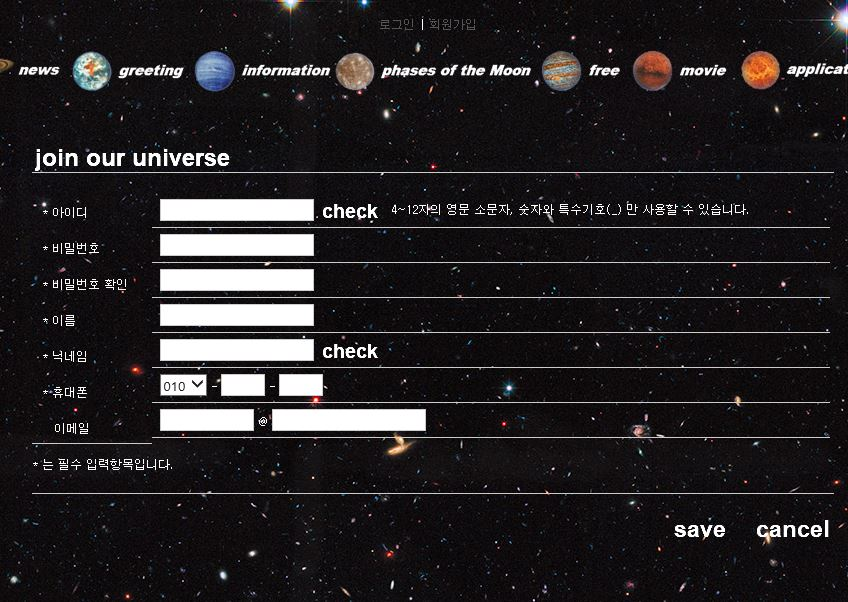 로그인 | 회원가입
news greeting information phases of the Moon free movie applicat
join our universe
* 아이디 check 4~12자의 영문 소문자, 숫자와 특수기호(_) 만 사용할 수 있습니다.
* 비밀번호
* 비밀번호 확인
* 이름
* 닉네임 check
* 휴대폰 010 - -
이메일 @
* 는 필수 입력항목입니다.
save cancel